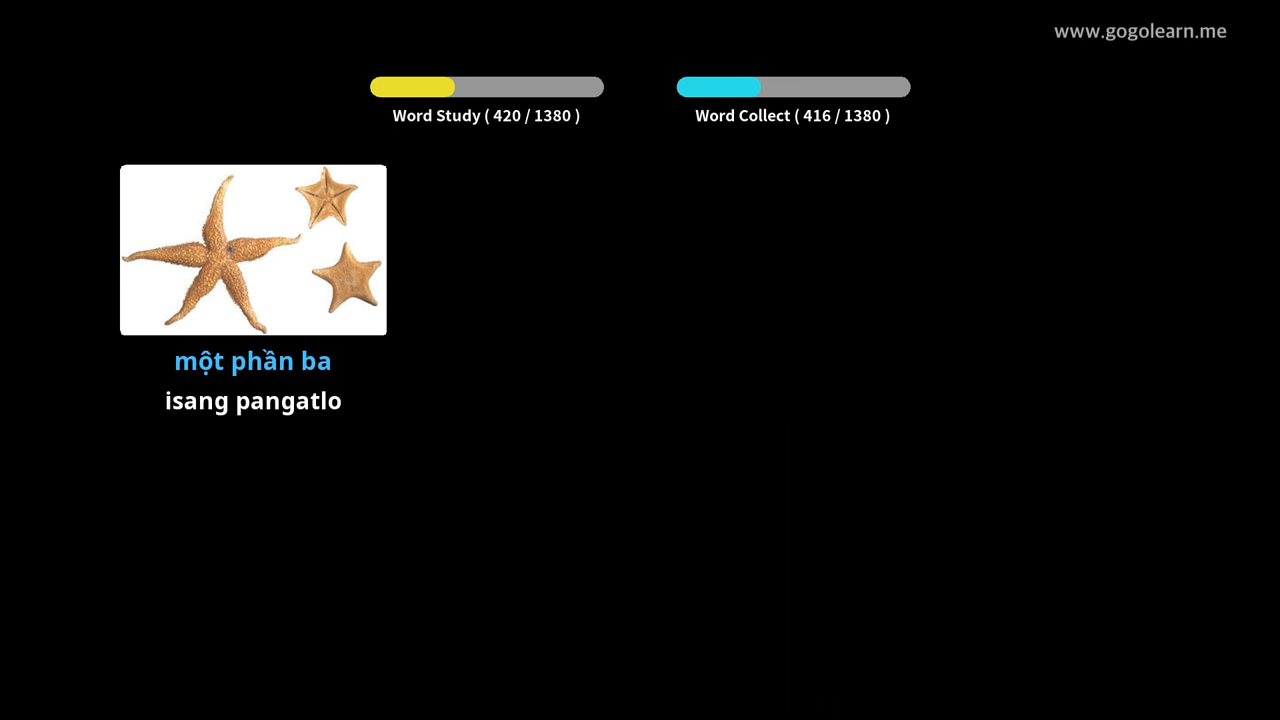 www.gogolearn.me
Word Study ( 420 / 1380 )
Word Collect ( 416 / 1380 )
một phần ba
isang pangatlo